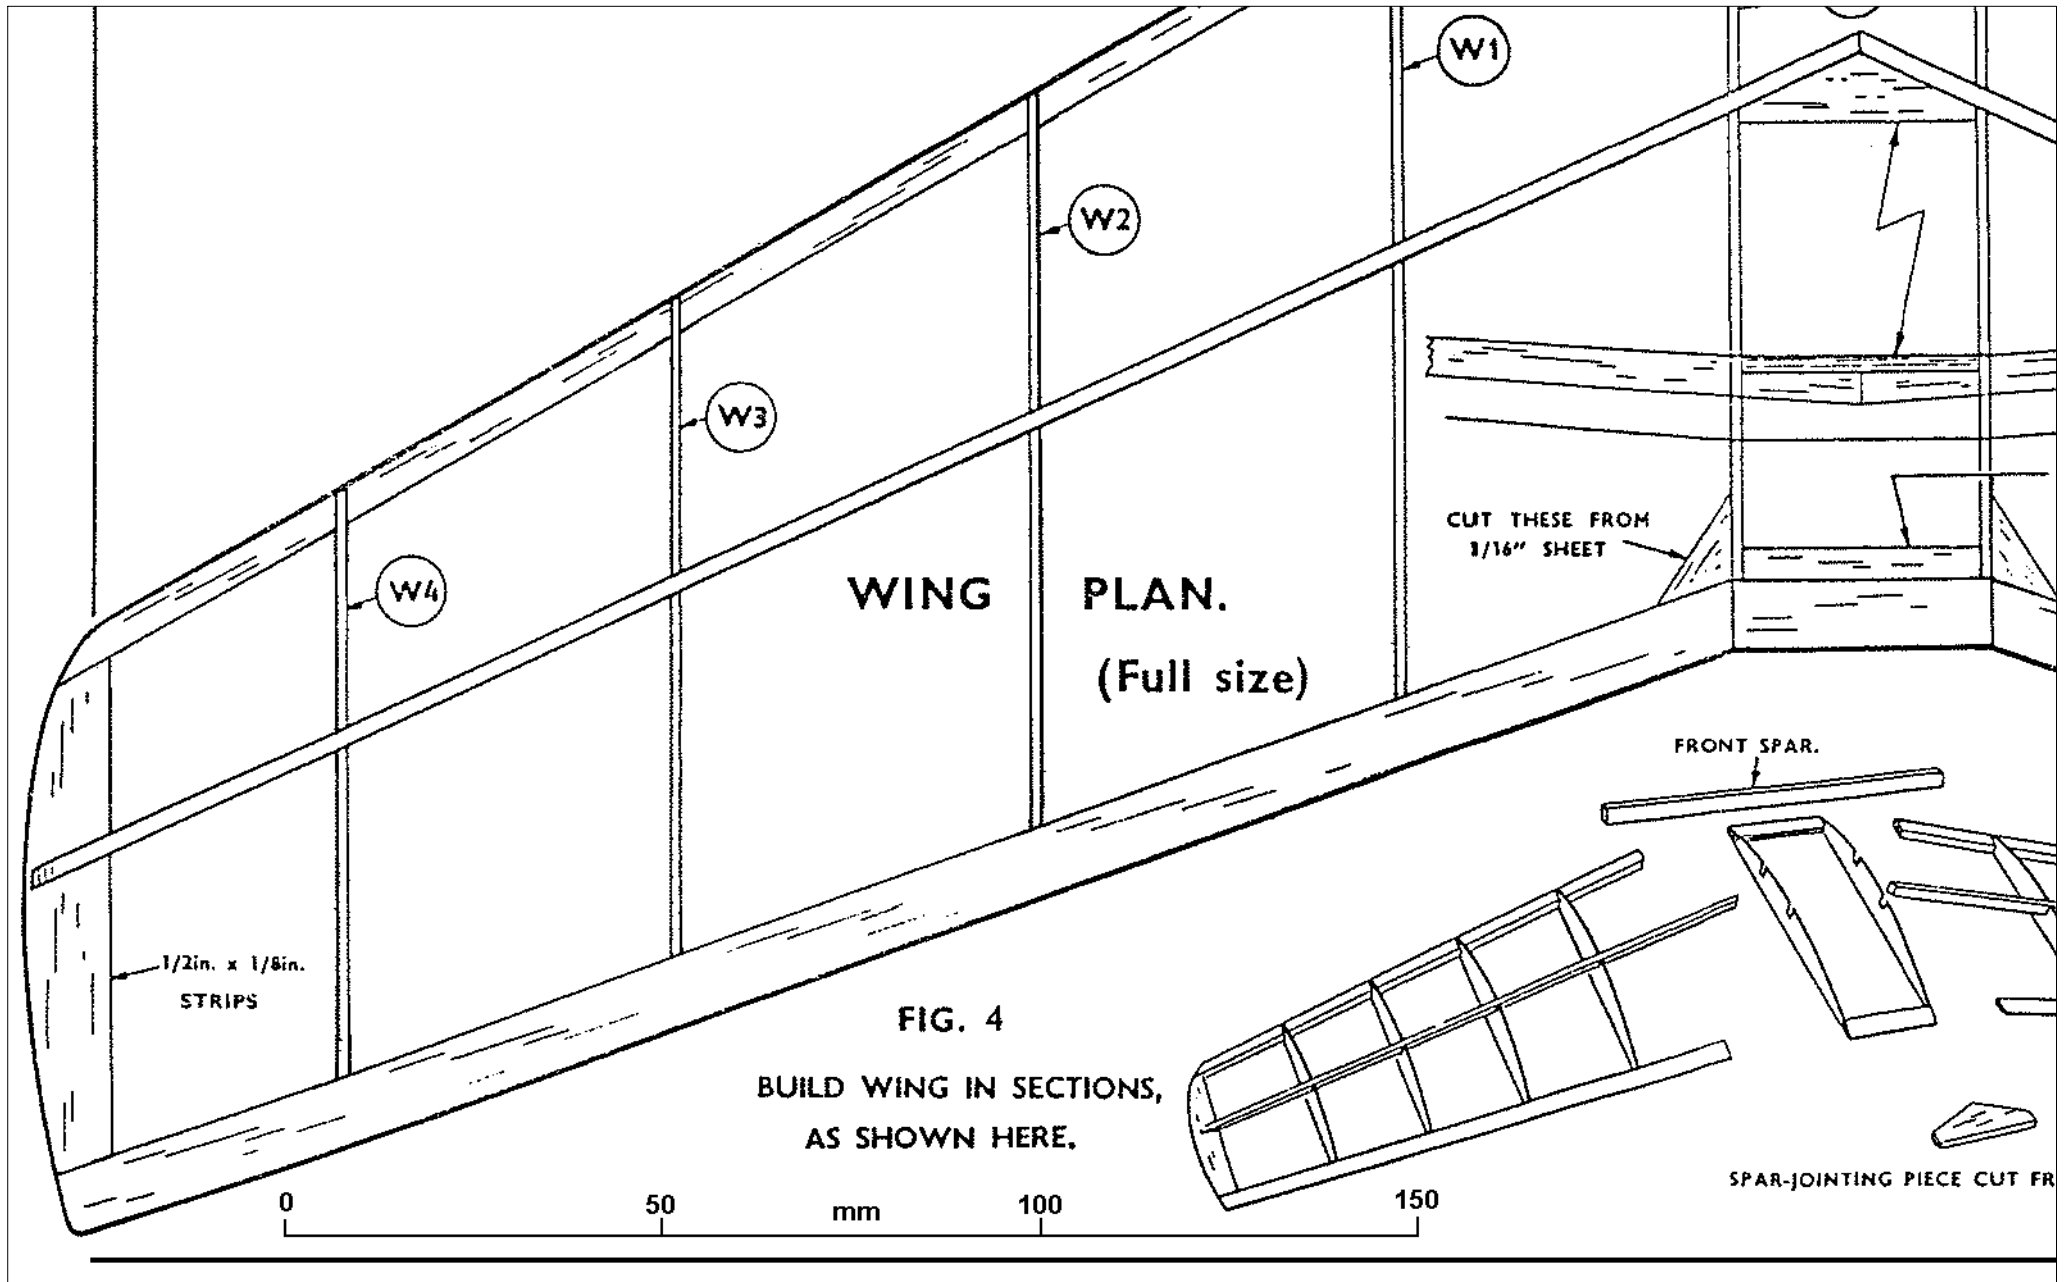 W1
W2
W3
W4
CUT THESE FROM
1/16" SHEET
WING PLAN.
(Full size)
FRONT SPAR.
1/2in. x 1/8in.
STRIPS
FIG. 4
BUILD WING IN SECTIONS,
AS SHOWN HERE.
SPAR-JOINTING PIECE CUT FR
0 50 mm 100 150